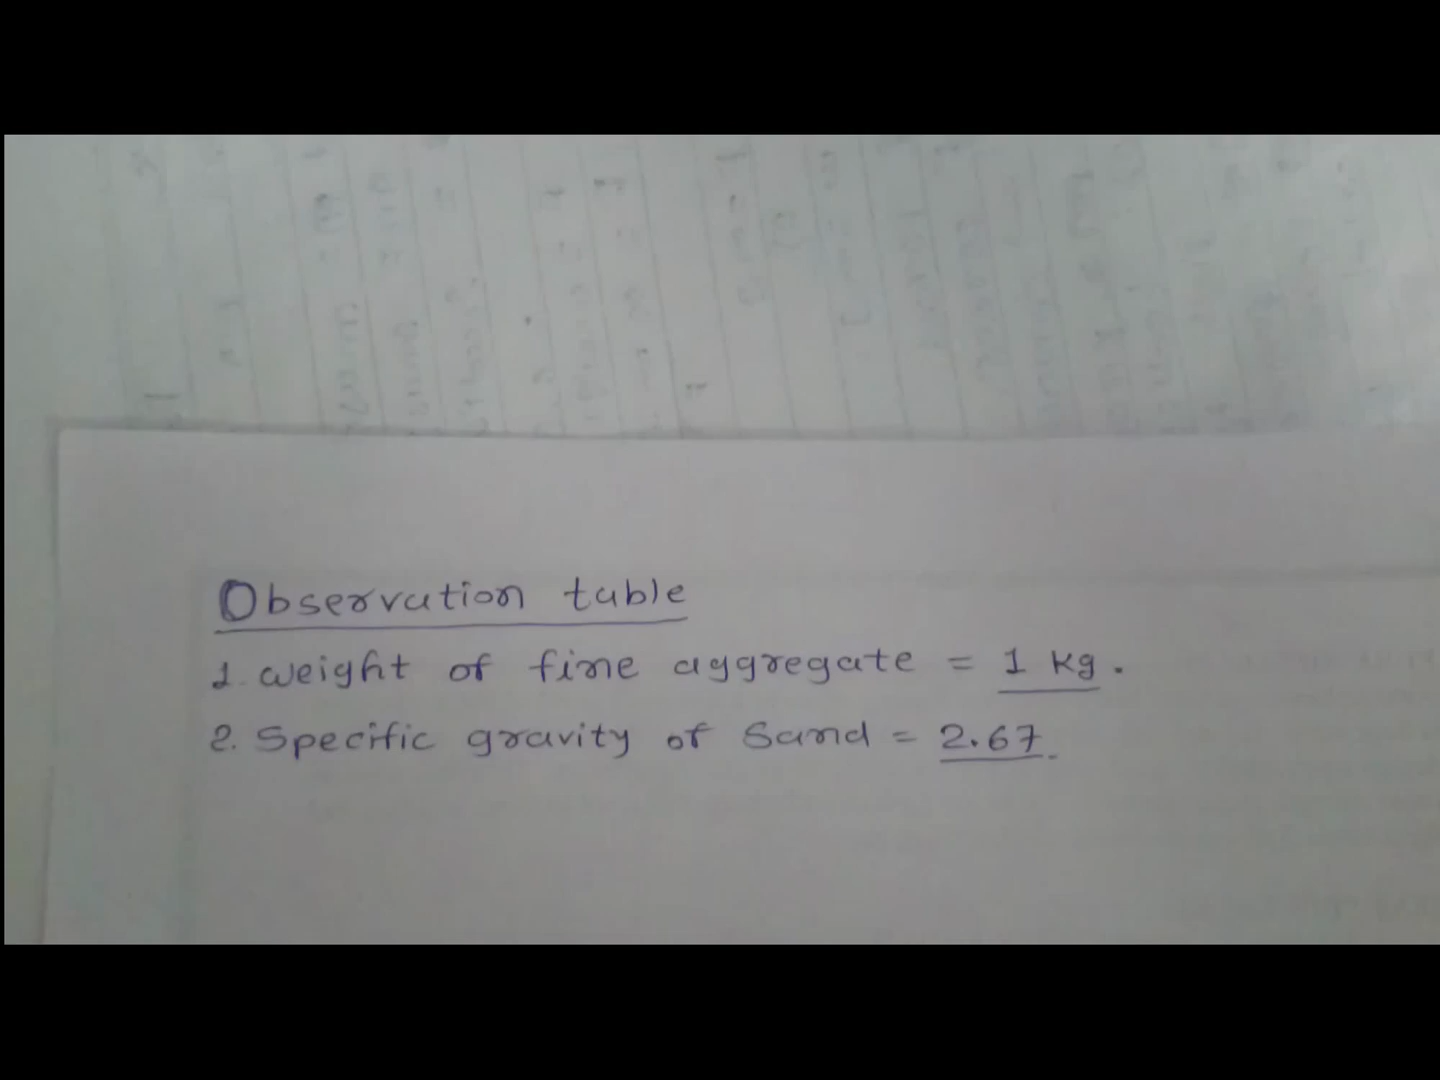 Observation table
1. weight of fine aggregate = 1 kg.
2. Specific gravity of Sand = 2.67.